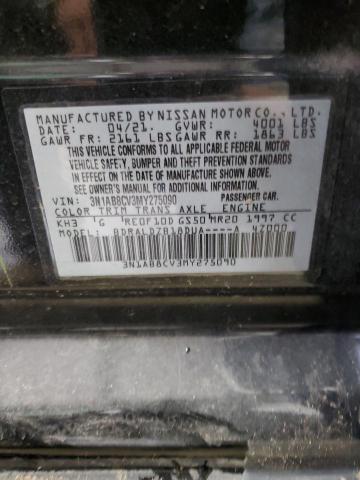 MANUFACTURED BY NISSAN MOTOR CO., LTD.
DATE: 04/21. GVWR: 4001 LBS
GAWR FR: 2161 LBS GAWR RR: 1863 LBS
THIS VEHICLE CONFORMS TO ALL APPLICABLE FEDERAL MOTOR
VEHICLE SAFETY, BUMPER AND THEFT PREVENTION STANDARDS
IN EFFECT ON THE DATE OF MANUFACTURE SHOWN ABOVE.
SEE OWNER'S MANUAL FOR ADDITIONAL INFORMATION.
VIN: 3N1AB8CV3MY275090 PASSENGER CAR.
COLOR TRIM TRANS AXLE ENGINE
KH3 G RE0F10D GS50 MR20 1997 CC
MODEL: BDRALDZB18DUA----A 47000
3N1AB8CV3MY275090